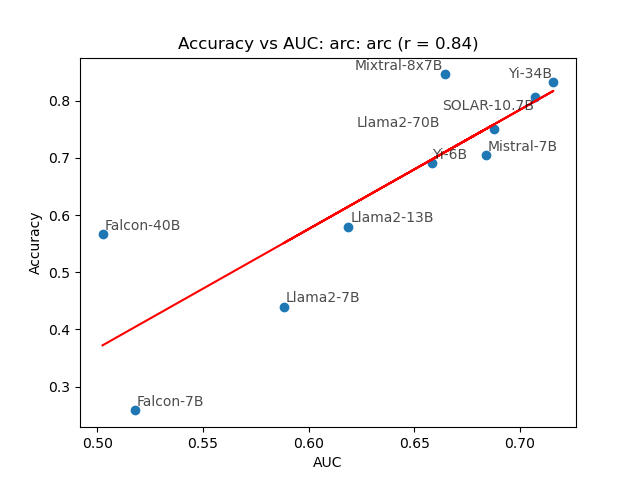 Accuracy vs AUC: arc: arc (r = 0.84)
Mixtral-8x7B
Yi-34B
SOLAR-10.7B
Llama2-70B
Mistral-7B
Yi-6B
Llama2-13B
Falcon-40B
Llama2-7B
Falcon-7B
Accuracy
0.8
0.7
0.6
0.5
0.4
0.3
0.50
0.55
0.60
0.65
0.70
AUC